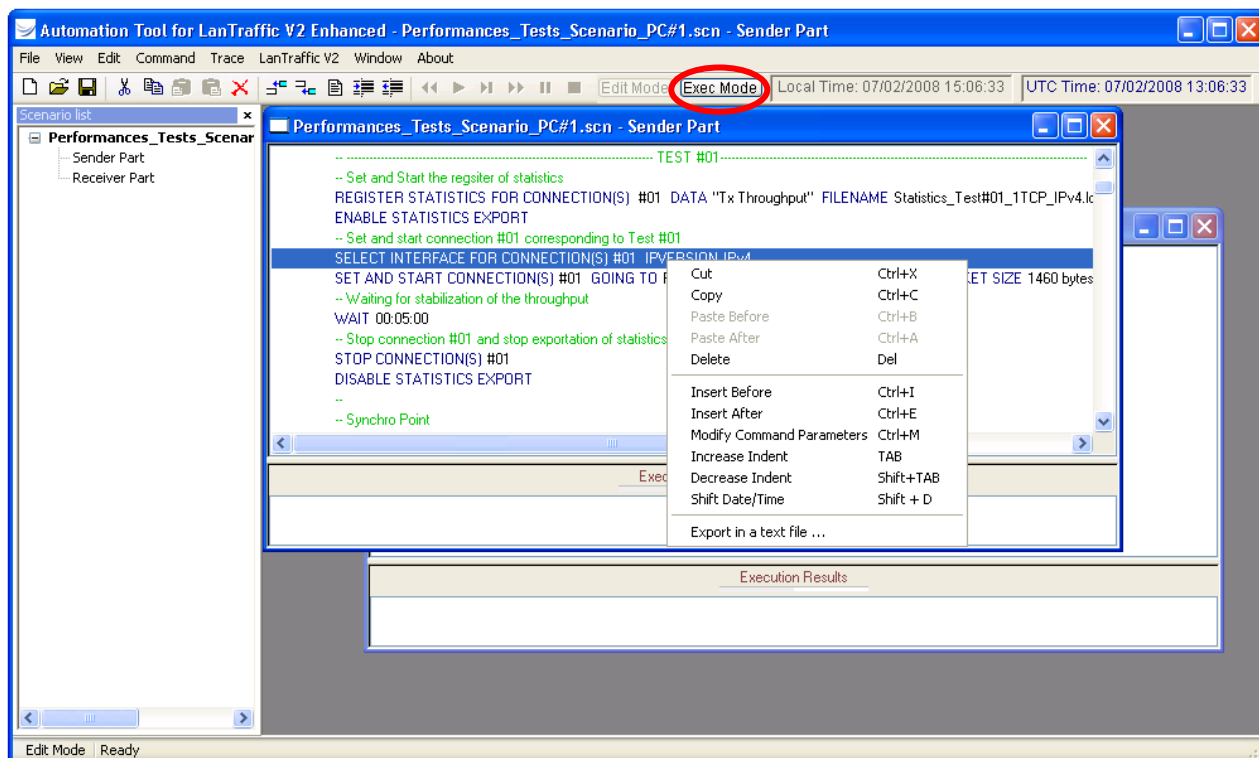 Automation Tool for LanTraffic V2 Enhanced - Performances_Tests_Scenario_PC#1.scn - Sender Part
File View Edit Command Trace LanTraffic V2 Window About
Edit Mode Exec Mode Local Time: 07/02/2008 15:06:33 UTC Time: 07/02/2008 13:06:33
Scenario list
Performances_Tests_Scenar
Sender Part
Receiver Part
Performances_Tests_Scenario_PC#1.scn - Sender Part
-- ---------- TEST #01----------
-- Set and Start the regsiter of statistics
REGISTER STATISTICS FOR CONNECTION(S) #01 DATA "Tx Throughput" FILENAME Statistics_Test#01_1TCP_IPv4.lc
ENABLE STATISTICS EXPORT
-- Set and start connection #01 corresponding to Test #01
SELECT INTERFACE FOR CONNECTION(S) #01 IPVERSION IPv4
SET AND START CONNECTION(S) #01 GOING TO KET SIZE 1460 bytes
-- Waiting for stabilization of the throughput
WAIT 00:05:00
-- Stop connection #01 and stop exportation of statistics
STOP CONNECTION(S) #01
DISABLE STATISTICS EXPORT
--
-- Synchro Point
Exec
Cut Ctrl+X
Copy Ctrl+C
Paste Before Ctrl+B
Paste After Ctrl+A
Delete Del
Insert Before Ctrl+I
Insert After Ctrl+E
Modify Command Parameters Ctrl+M
Increase Indent TAB
Decrease Indent Shift+TAB
Shift Date/Time Shift + D
Export in a text file ...
Execution Results
Edit Mode Ready